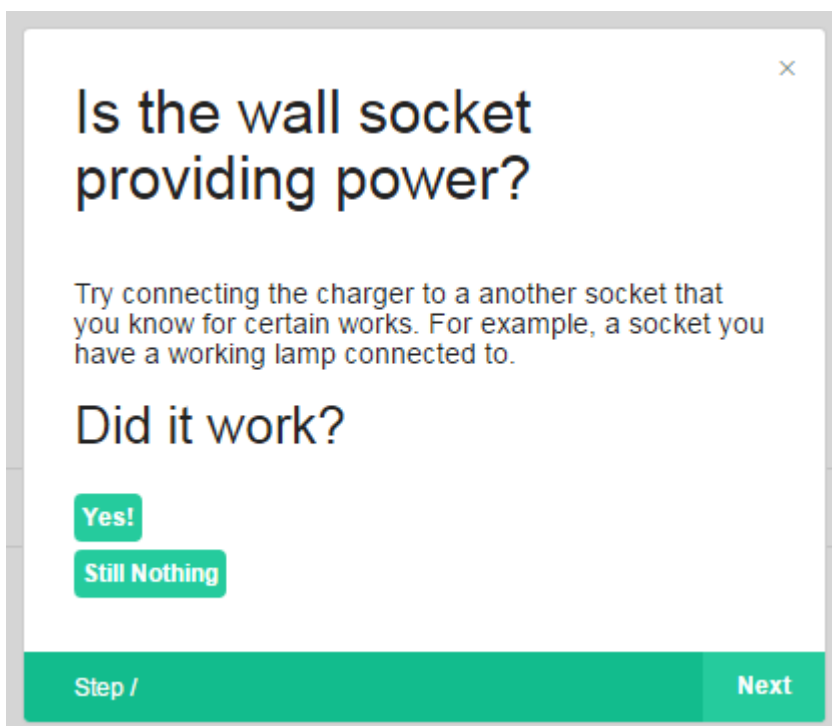 ×
Is the wall socket
providing power?
Try connecting the charger to a another socket that
you know for certain works. For example, a socket you
have a working lamp connected to.
Did it work?
Yes!
Still Nothing
Step /
Next